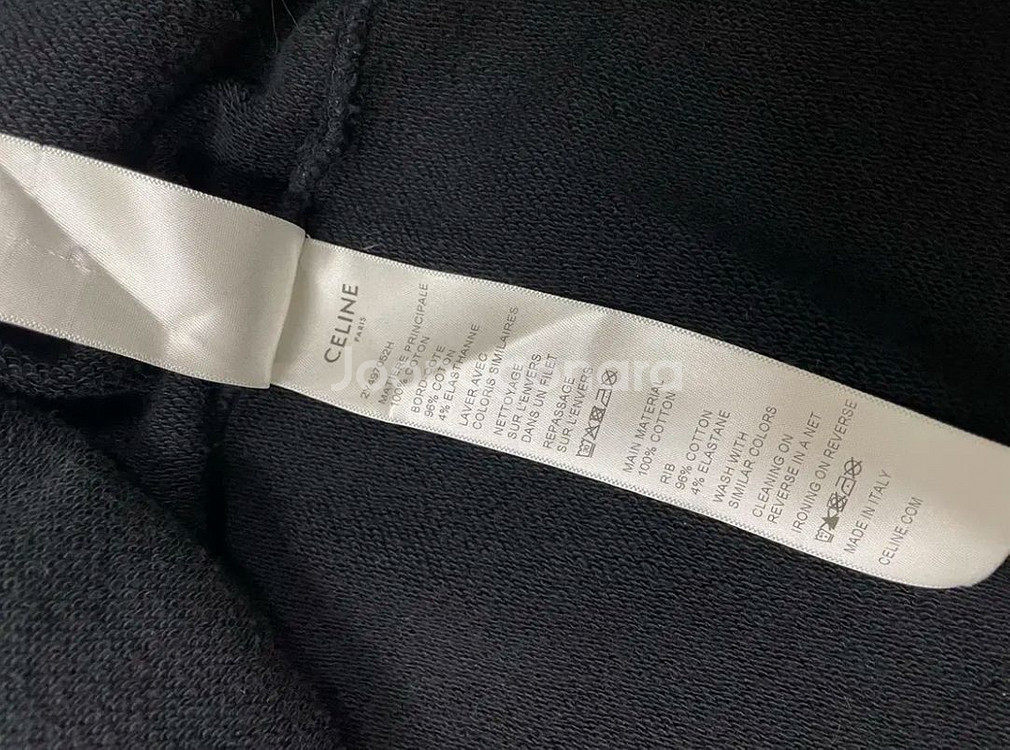 CELINE
PARIS
MATIÈRE PRINCIPALE
100% COTON
96% COTON
4% ELASTHANNE
LAVER AVEC
COLORIS SIMILAIRES
NETTOYAGE
SUR L'ENVERS
DANS UN FILET
REPASSAGE
SUR L'ENVERS
MAIN MATERIAL
100% COTTON
RIB
96% COTTON
4% ELASTANE
WASH WITH
SIMILAR COLORS
CLEANING ON
REVERSE IN A NET
IRONING ON REVERSE
MADE IN ITALY
CELINE.COM